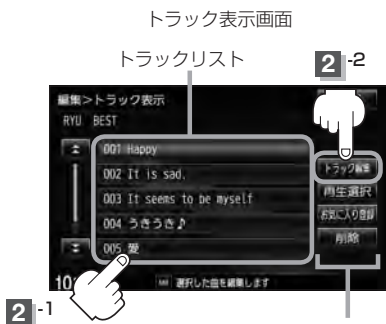 トラック表示画面
トラックリスト
2 -2
編集>トラック表示
RYU BEST
001 Happy
002 It is sad.
003 It seems to be myself
004 うきうき♪
005 愛
トラック編集
再生選択
お気に入り登録
削除
10:
選択した曲を編集します
2 -1